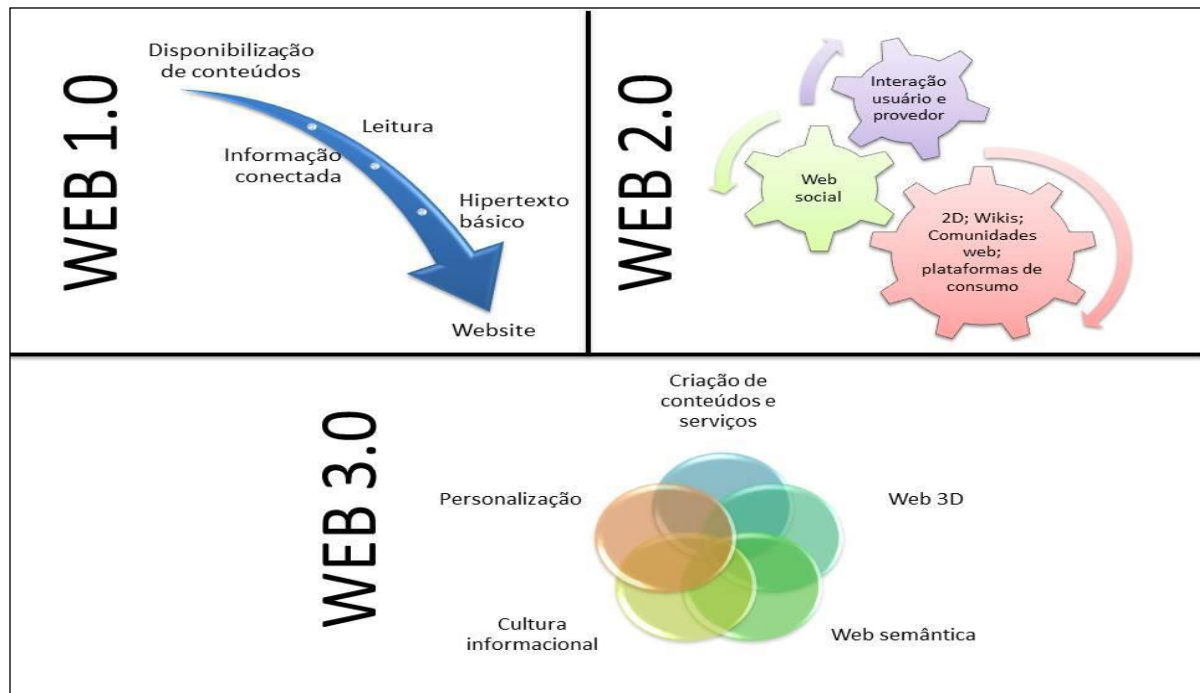 WEB 1.0
Disponibilização
de conteúdos
Leitura
Informação
conectada
Hipertexto
básico
Website
WEB 2.0
Interação
usuário e
provedor
Web
social
2D; Wikis;
Comunidades
web;
plataformas de
consumo
WEB 3.0
Criação de
conteúdos e
serviços
Personalização
Web 3D
Cultura
informacional
Web semântica